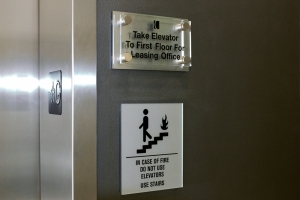 Take Elevator
To First Floor For
Leasing Office
IN CASE OF FIRE
DO NOT USE
ELEVATORS
USE STAIRS